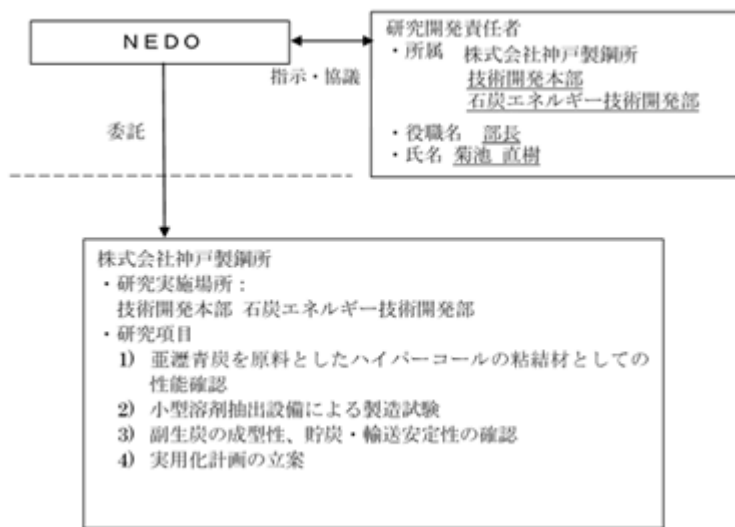 NEDO
指示・協議
委託
研究開発責任者
・所属 株式会社神戸製鋼所
技術開発本部
石炭エネルギー技術開発部
・役職名 部長
・氏名 菊池 直樹
株式会社神戸製鋼所
・研究実施場所:
技術開発本部 石炭エネルギー技術開発部
・研究項目
1) 亜瀝青炭を原料としたハイパーコールの粘結材としての
性能確認
2) 小型溶剤抽出設備による製造試験
3) 副生炭の成型性、貯炭・輸送安定性の確認
4) 実用化計画の立案